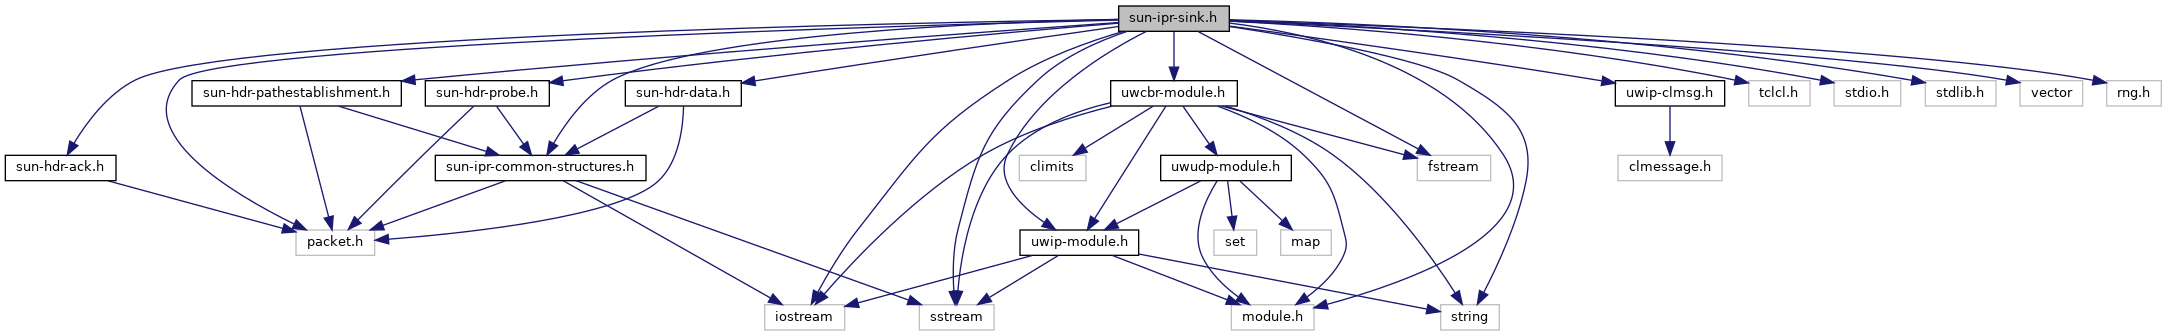 sun-ipr-sink.h
sun-hdr-pathestablishment.h
sun-hdr-probe.h
sun-hdr-data.h
uwcbr-module.h
uwip-clmsg.h
tclcl.h
stdio.h
stdlib.h
vector
rng.h
sun-hdr-ack.h
sun-ipr-common-structures.h
climits
uwudp-module.h
fstream
clmessage.h
packet.h
uwip-module.h
set
map
iostream
sstream
module.h
string